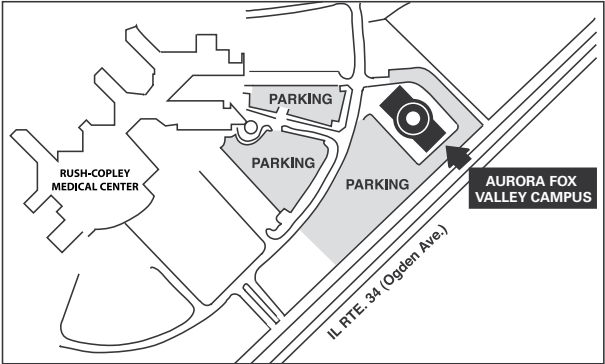 PARKING
PARKING
PARKING
RUSH-COPLEY
MEDICAL CENTER
AURORA FOX
VALLEY CAMPUS
IL RTE. 34 (Ogden Ave.)